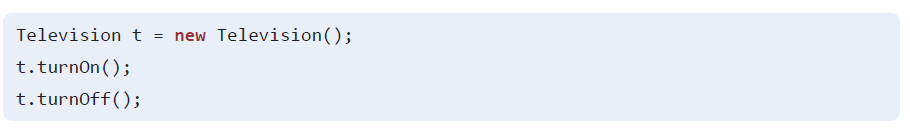 Television t = new Television();
t.turnOn();
t.turnOff();